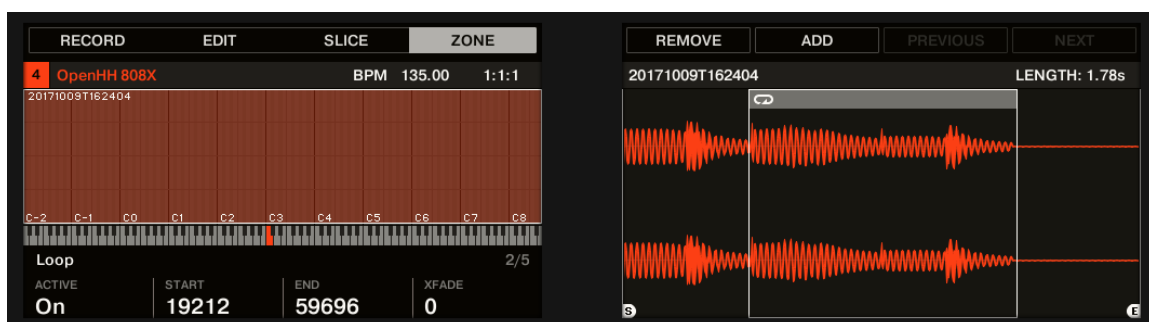 RECORD EDIT SLICE ZONE
4 OpenHH 808X BPM 135.00 1:1:1
20171009T162404
C-2 C-1 C0 C1 C2 C3 C4 C5 C6 C7 C8
Loop 2/5
ACTIVE START END XFADE
On 19212 59696 0
REMOVE ADD PREVIOUS NEXT
20171009T162404 LENGTH: 1.78s
S E